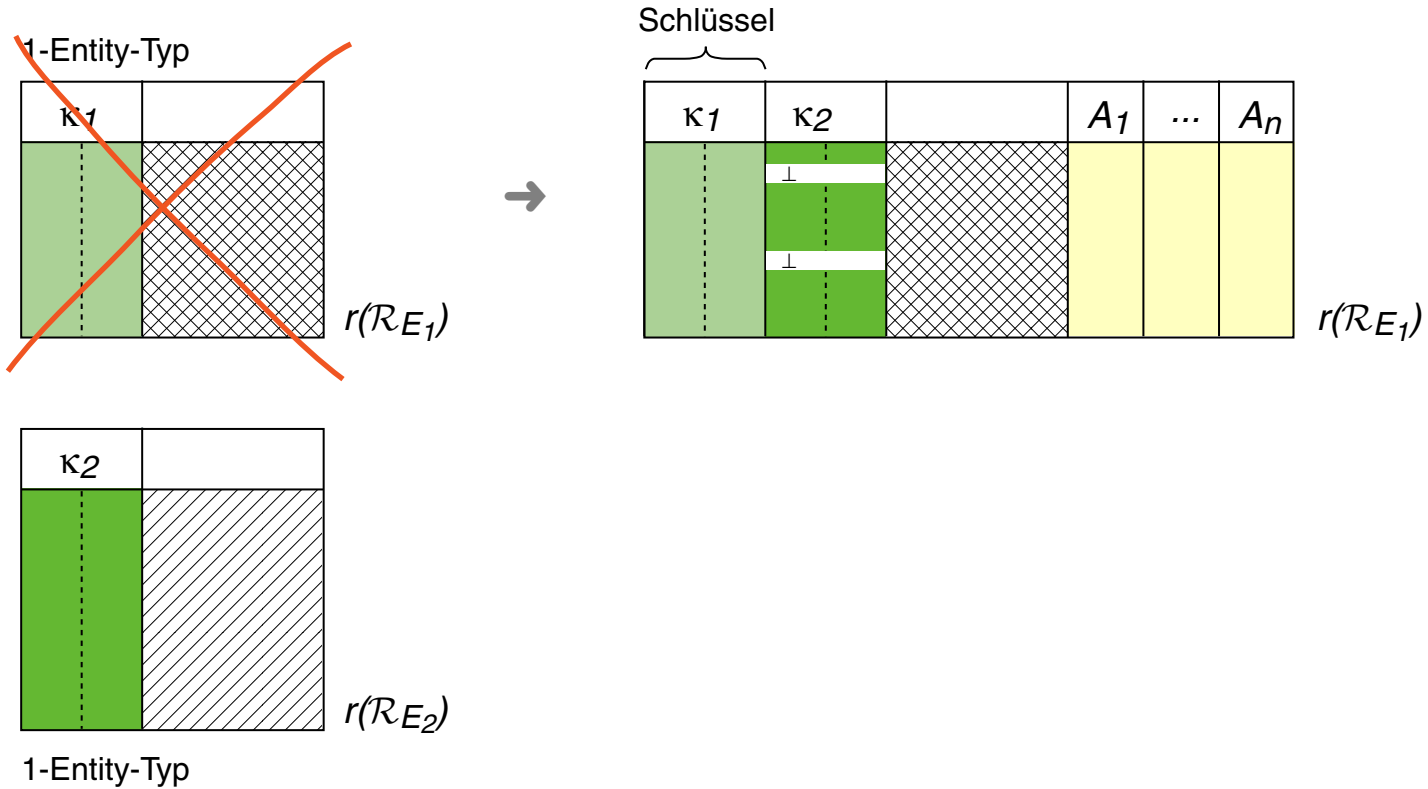 1-Entity-Typ
κ1
r(ℛE1)
Schlüssel
κ1 κ2 A1 ... An
⊥
⊥
r(ℛE1)
κ2
r(ℛE2)
1-Entity-Typ